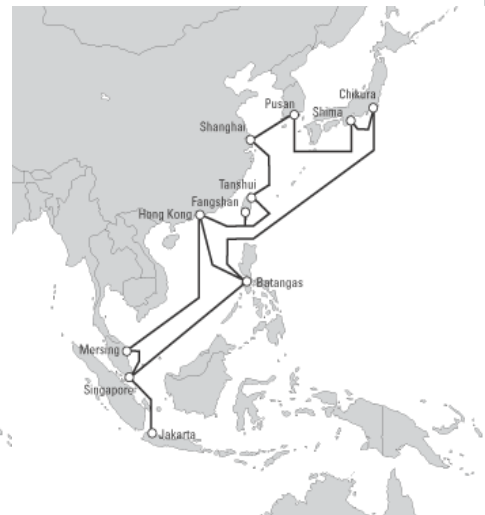 Chikura
Pusan
Shima
Shanghai
Tanshui
Fangshan
Hong Kong
Batangas
Mersing
Singapore
Jakarta